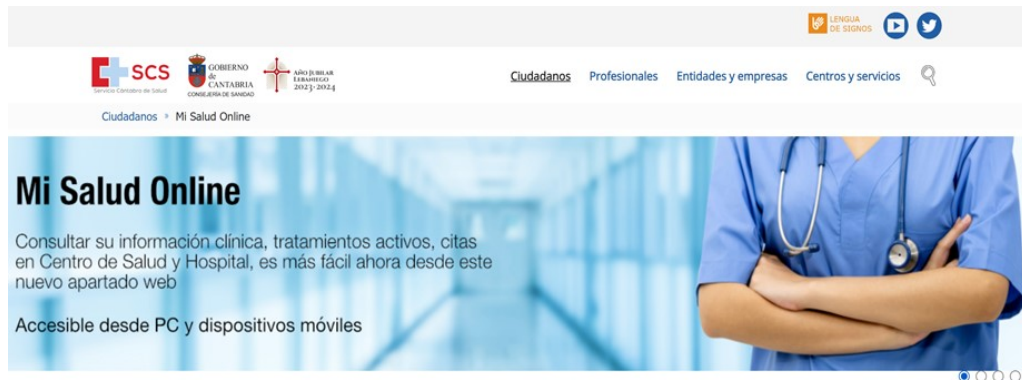 LENGUA
DE SIGNOS
SCS
Servicio Cántabro de Salud
GOBIERNO
de
CANTABRIA
CONSEJERÍA DE SANIDAD
AÑO JUBILAR
LEBANIEGO
2023-2024
Ciudadanos Profesionales Entidades y empresas Centros y servicios
Ciudadanos » Mi Salud Online
Mi Salud Online
Consultar su información clínica, tratamientos activos, citas
en Centro de Salud y Hospital, es más fácil ahora desde este
nuevo apartado web
Accesible desde PC y dispositivos móviles